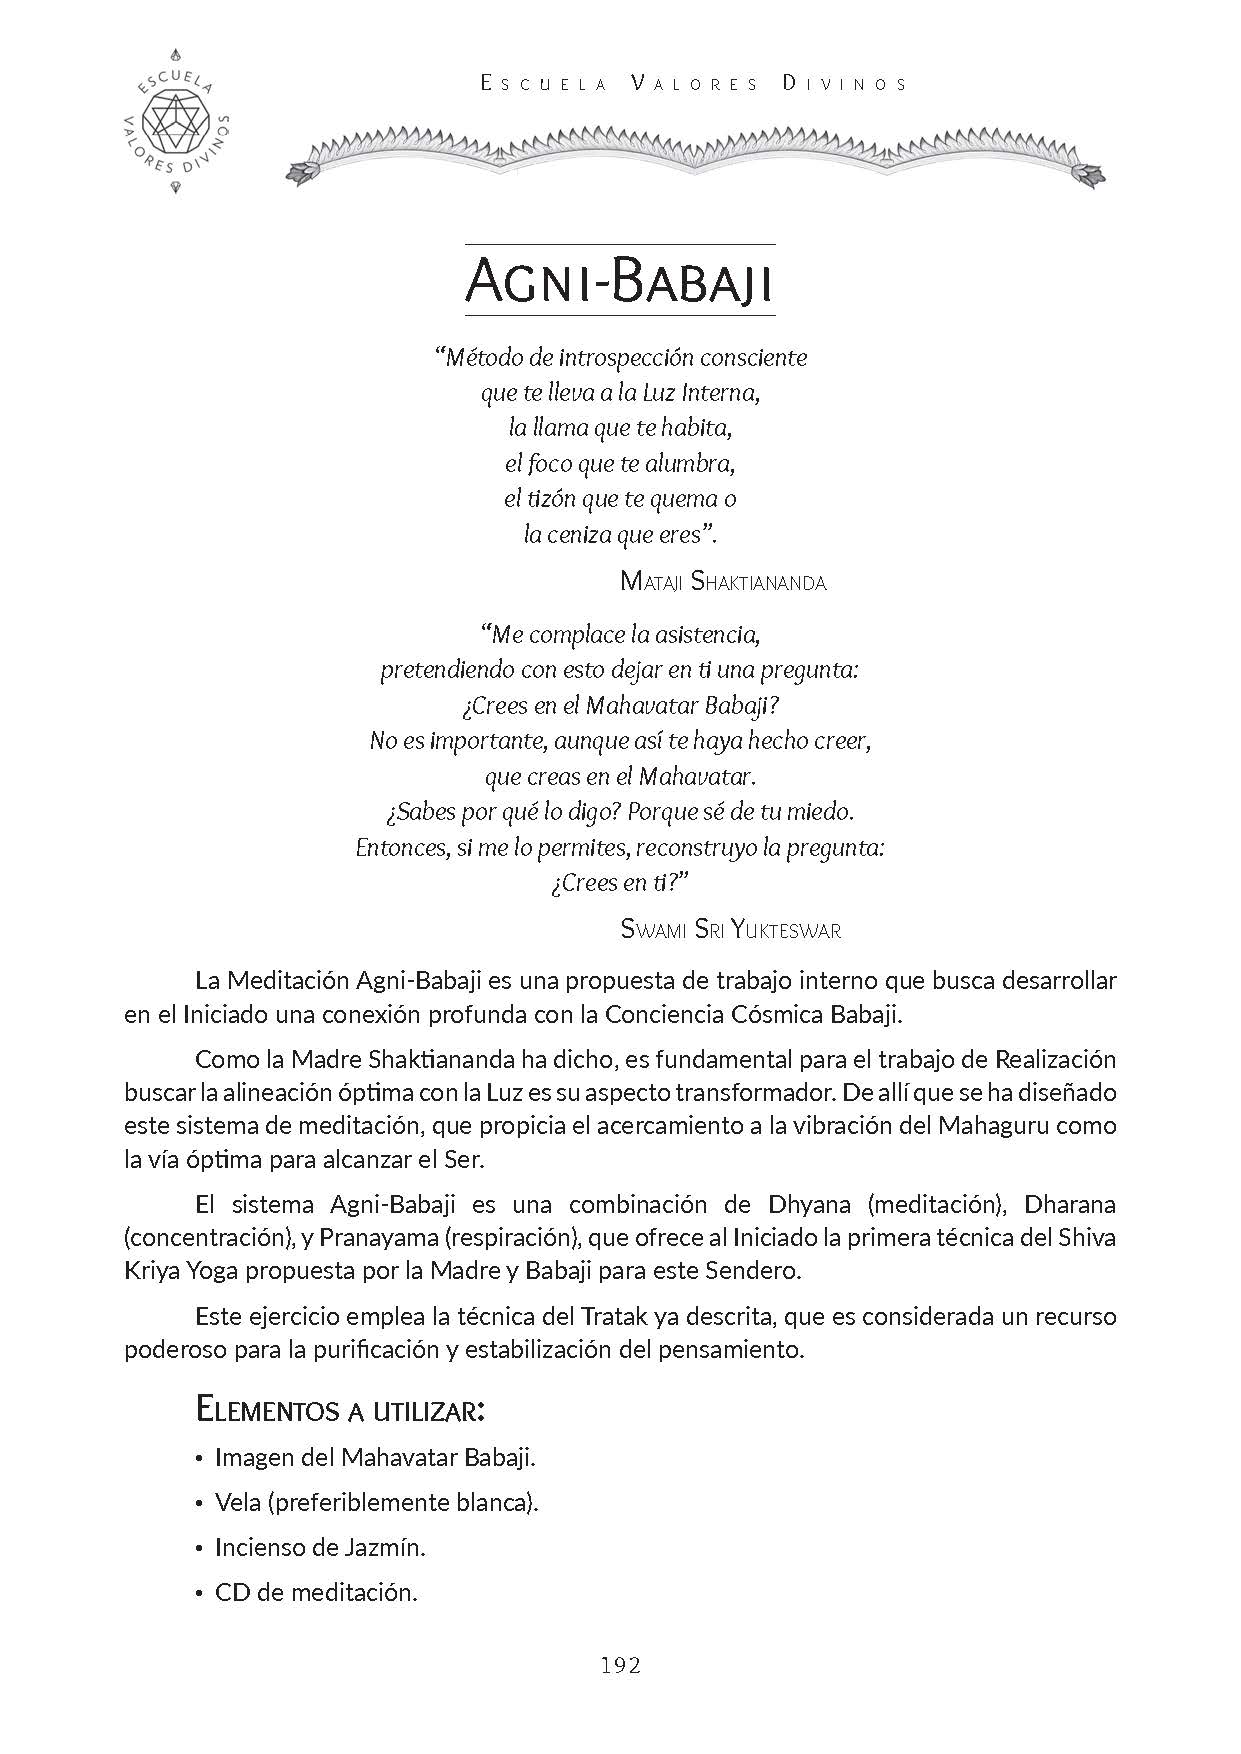 ESCUELA VALORES DIVINOS
ESCUELA
VALORES DIVINOS
AGNI-BABAJI
“Método de introspección consciente
que te lleva a la Luz Interna,
la llama que te habita,
el foco que te alumbra,
el tizón que te quema o
la ceniza que eres”.
MATAJI SHAKTIANANDA
“Me complace la asistencia,
pretendiendo con esto dejar en ti una pregunta:
¿Crees en el Mahavatar Babaji?
No es importante, aunque así te haya hecho creer,
que creas en el Mahavatar.
¿Sabes por qué lo digo? Porque sé de tu miedo.
Entonces, si me lo permites, reconstruyo la pregunta:
¿Crees en ti?”
SWAMI SRI YUKTESWAR
La Meditación Agni-Babaji es una propuesta de trabajo interno que busca desarrollar
en el Iniciado una conexión profunda con la Conciencia Cósmica Babaji.
Como la Madre Shaktiananda ha dicho, es fundamental para el trabajo de Realización
buscar la alineación óptima con la Luz es su aspecto transformador. De allí que se ha diseñado
este sistema de meditación, que propicia el acercamiento a la vibración del Mahaguru como
la vía óptima para alcanzar el Ser.
El sistema Agni-Babaji es una combinación de Dhyana (meditación), Dharana
(concentración), y Pranayama (respiración), que ofrece al Iniciado la primera técnica del Shiva
Kriya Yoga propuesta por la Madre y Babaji para este Sendero.
Este ejercicio emplea la técnica del Tratak ya descrita, que es considerada un recurso
poderoso para la purificación y estabilización del pensamiento.
ELEMENTOS A UTILIZAR:
• Imagen del Mahavatar Babaji.
• Vela (preferiblemente blanca).
• Incienso de Jazmín.
• CD de meditación.
192